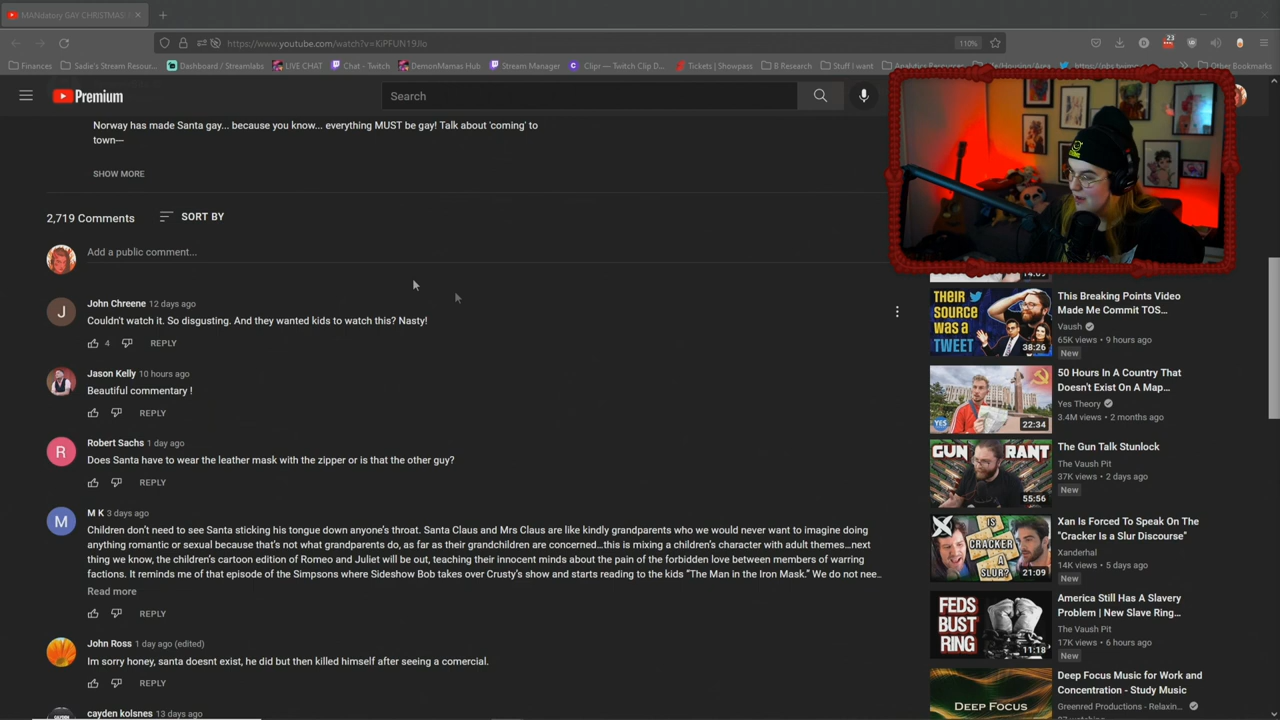 MANdatory GAY CHRISTMAS
https://www.youtube.com/watch?v=KiPFUN19.llo
110%
23
Finances
Sadie's Stream Resour...
Dashboard / Streamlabs
LIVE CHAT
Chat - Twitch
DemonMamas Hub
Stream Manager
Clipr — Twitch Clip D...
Tickets | Showpass
B Research
Stuff I want
Other Bookmarks
Premium
Search
Norway has made Santa gay... because you know... everything MUST be gay! Talk about 'coming' to
town—
SHOW MORE
2,719 Comments
SORT BY
Add a public comment...
John Chreene 12 days ago
Couldn't watch it. So disgusting. And they wanted kids to watch this? Nasty!
4 REPLY
Jason Kelly 10 hours ago
Beautiful commentary !
REPLY
Robert Sachs 1 day ago
Does Santa have to wear the leather mask with the zipper or is that the other guy?
REPLY
M K 3 days ago
Children don't need to see Santa sticking his tongue down anyone's throat. Santa Claus and Mrs Claus are like kindly grandparents who we would never want to imagine doing
anything romantic or sexual because that's not what grandparents do, as far as their grandchildren are concerned…this is mixing a children's character with adult themes…next
thing we know, the children's cartoon edition of Romeo and Juliet will be out, teaching their innocent minds about the pain of the forbidden love between members of warring
factions. It reminds me of that episode of the Simpsons where Sideshow Bob takes over Crusty's show and starts reading to the kids "The Man in the Iron Mask." We do not nee...
Read more
REPLY
John Ross 1 day ago (edited)
Im sorry honey, santa doesnt exist, he did but then killed himself after seeing a comercial.
REPLY
cayden kolsnes 13 days ago
14:09
THEIR
SOURCE
WAS A
TWEET
38:26
This Breaking Points Video
Made Me Commit TOS...
Vaush
65K views • 9 hours ago
New
YES
22:34
50 Hours In A Country That
Doesn't Exist On A Map...
Yes Theory
3.4M views • 2 months ago
GUN RANT
55:56
The Gun Talk Stunlock
The Vaush Pit
37K views • 2 days ago
New
IS
CRACKER
A
SLUR?
21:09
Xan Is Forced To Speak On The
"Cracker Is a Slur Discourse"
Xanderhal
14K views • 5 days ago
New
FEDS
BUST
RING
11:18
America Still Has A Slavery
Problem | New Slave Ring...
The Vaush Pit
17K views • 6 hours ago
New
DEEP FOCUS
Deep Focus Music for Work and
Concentration - Study Music
Greenred Productions - Relaxin...